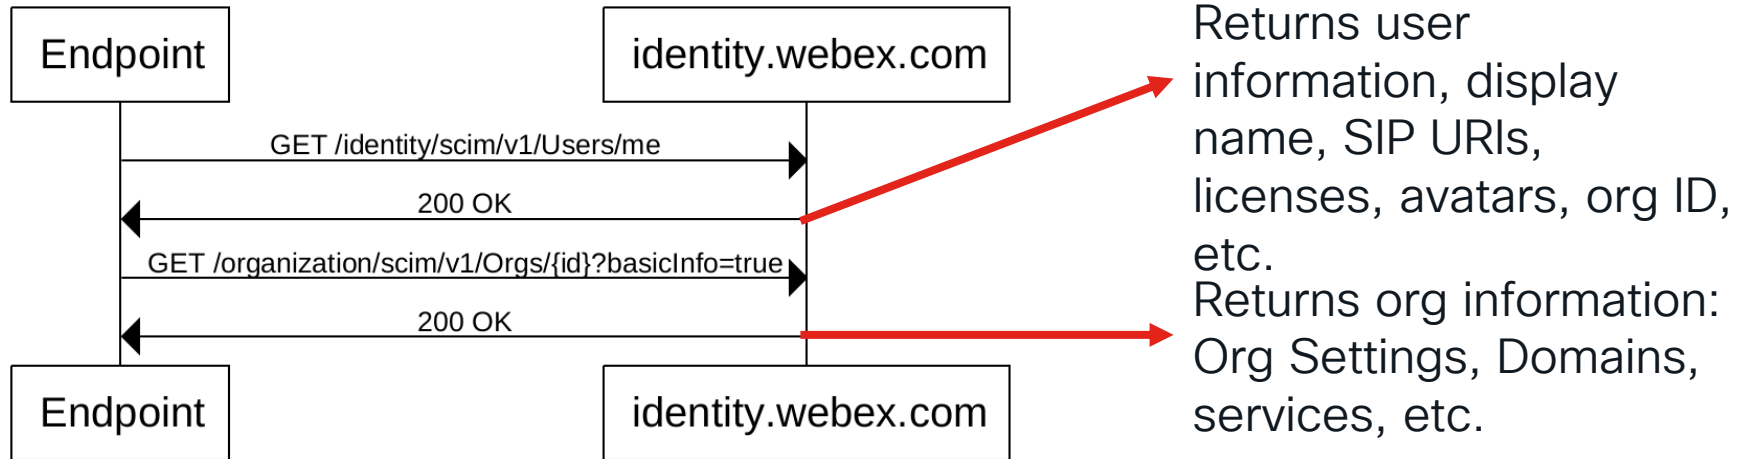 Endpoint
identity.webex.com
GET /identity/scim/v1/Users/me
200 OK
GET /organization/scim/v1/Orgs/{id}?basicInfo=true
200 OK
Endpoint
identity.webex.com
Returns user
information, display
name, SIP URIs,
licenses, avatars, org ID,
etc.
Returns org information:
Org Settings, Domains,
services, etc.